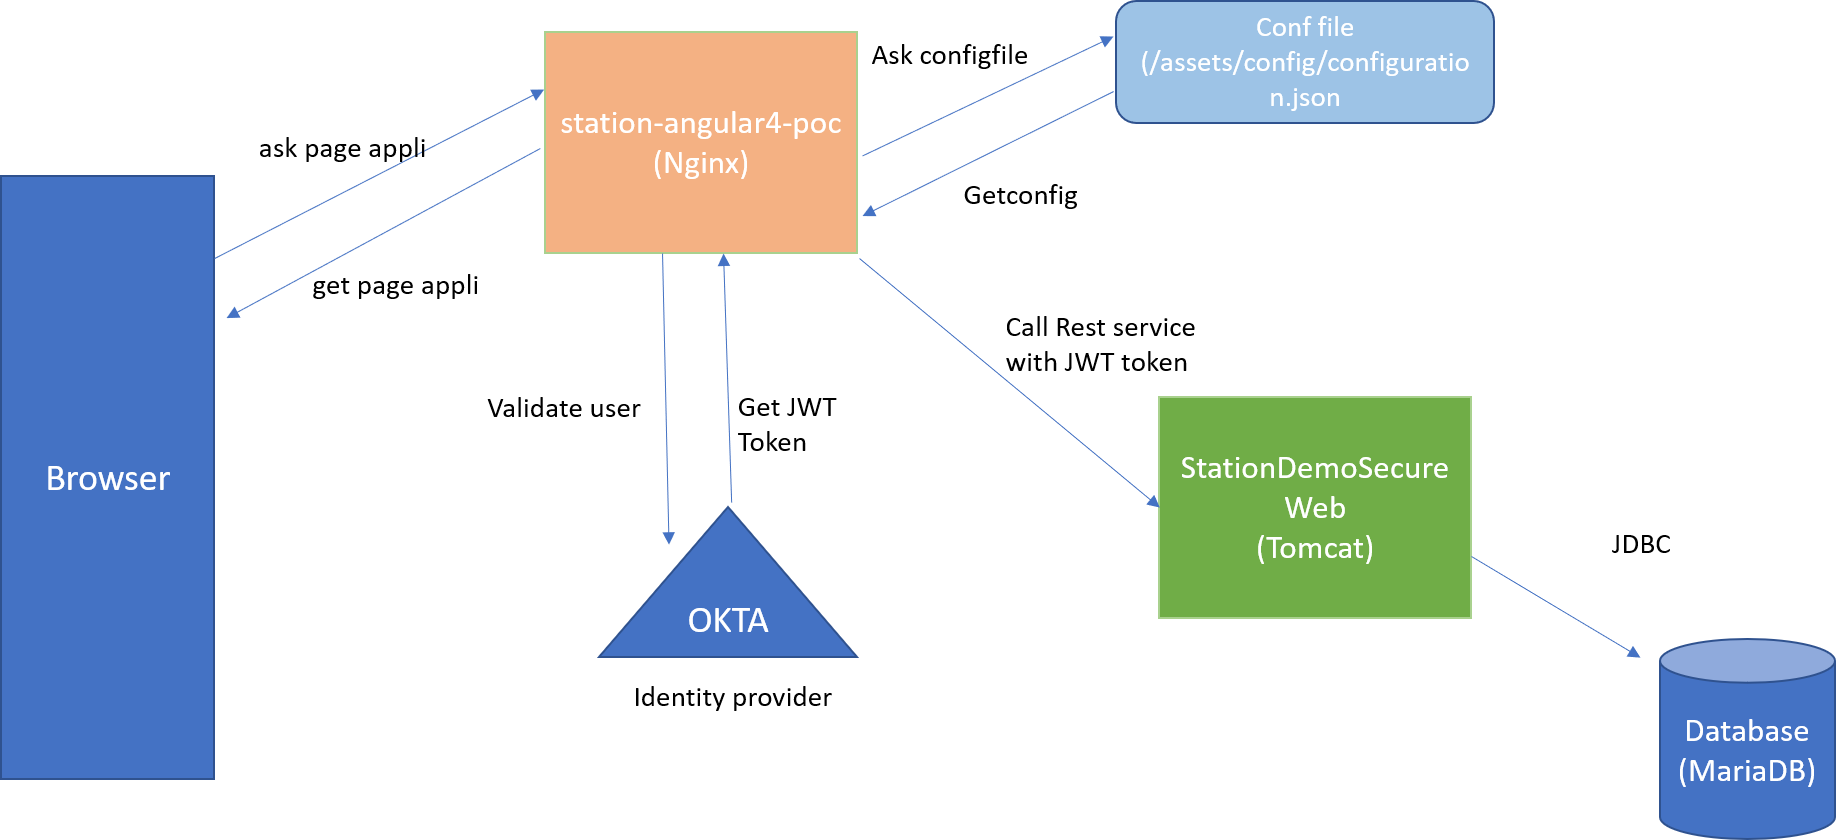 Conf file
(/assets/config/configuratio
n.json
Ask configfile
station-angular4-poc
(Nginx)
ask page appli
Getconfig
get page appli
Call Rest service
with JWT token
Validate user
Get JWT
Token
Browser
StationDemoSecure
Web
(Tomcat)
JDBC
OKTA
Identity provider
Database
(MariaDB)